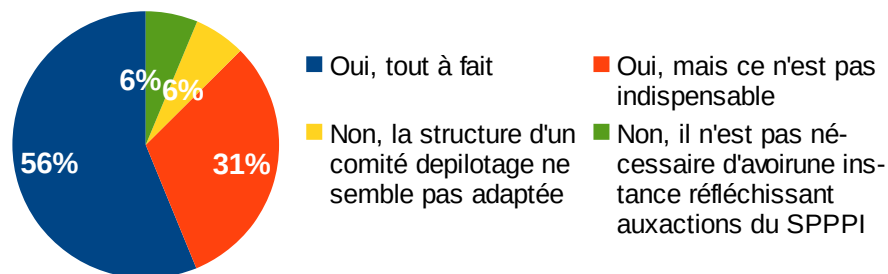 6%
6%
56%
31%
Oui, tout à fait
Oui, mais ce n'est pas
indispensable
Non, la structure d'un
comité depilotage ne
semble pas adaptée
Non, il n'est pas né-
cessaire d'avoirune ins-
tance réfléchissant
auxactions du SPPPI